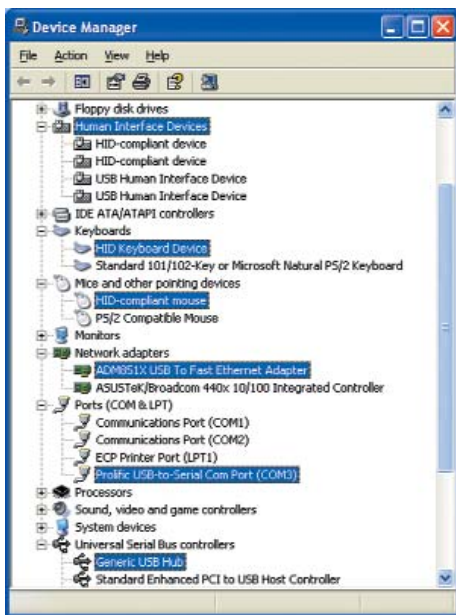 Device Manager
File Action View Help
Floppy disk drives
Human Interface Devices
HID-compliant device
HID-compliant device
USB Human Interface Device
USB Human Interface Device
IDE ATA/ATAPI controllers
Keyboards
HID Keyboard Device
Standard 101/102-Key or Microsoft Natural PS/2 Keyboard
Mice and other pointing devices
HID-compliant mouse
PS/2 Compatible Mouse
Monitors
Network adapters
ADM851X USB To Fast Ethernet Adapter
ASUSTeK/Broadcom 440x 10/100 Integrated Controller
Ports (COM & LPT)
Communications Port (COM1)
Communications Port (COM2)
ECP Printer Port (LPT1)
Prolific USB-to-Serial Com Port (COM3)
Processors
Sound, video and game controllers
System devices
Universal Serial Bus controllers
Generic USB Hub
Standard Enhanced PCI to USB Host Controller